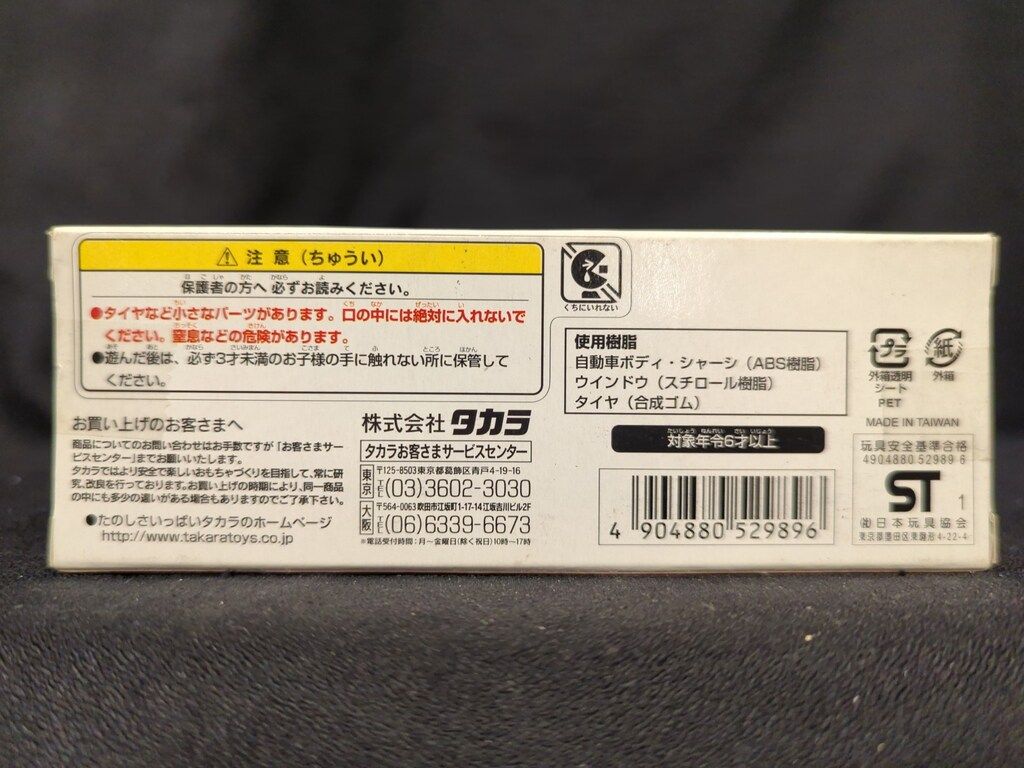 ⚠ 注意（ちゅうい）
保護者の方へ 必ずお読みください。
●タイヤなど小さなパーツがあります。口の中には絶対に入れないで
ください。窒息などの危険があります。
●遊んだ後は、必ず3才未満のお子様の手に触れない所に保管して
ください。
お買い上げのお客さまへ
商品についてのお問い合わせはお手数ですが「お客さまサー
ビスセンター」までお願いいたします。
タカラではより安全で楽しいおもちゃづくりを目指して、常に研
究、改良を行っております。お買い上げの時期により、同一商品
の中にも多少の違いがある場合もありますのでご了承下さい。
●たのしさいっぱいタカラのホームページ
http://www.takaratoys.co.jp
株式会社 タカラ
タカラお客さまサービスセンター
東京 〒125-8503東京都葛飾区青戸4-19-16
TEL(03)3602-3030
大阪 〒564-0063吹田市江坂町1-17-14江坂吉川ビル2F
TEL(06)6339-6673
*電話受付時間:月〜金曜日(除く祝日)10時〜17時
くちにいれない
使用樹脂
自動車ボディ・シャーシ（ABS樹脂）
ウインドウ（スチロール樹脂）
タイヤ（合成ゴム）
対象年令6才以上
4 904880 529896
プラ
外箱透明
シート
PET
紙
外箱
MADE IN TAIWAN
玩具安全基準合格
4904880 52989 6
ST 1
(社)日本玩具協会
東京都墨田区東駒形4-22-4